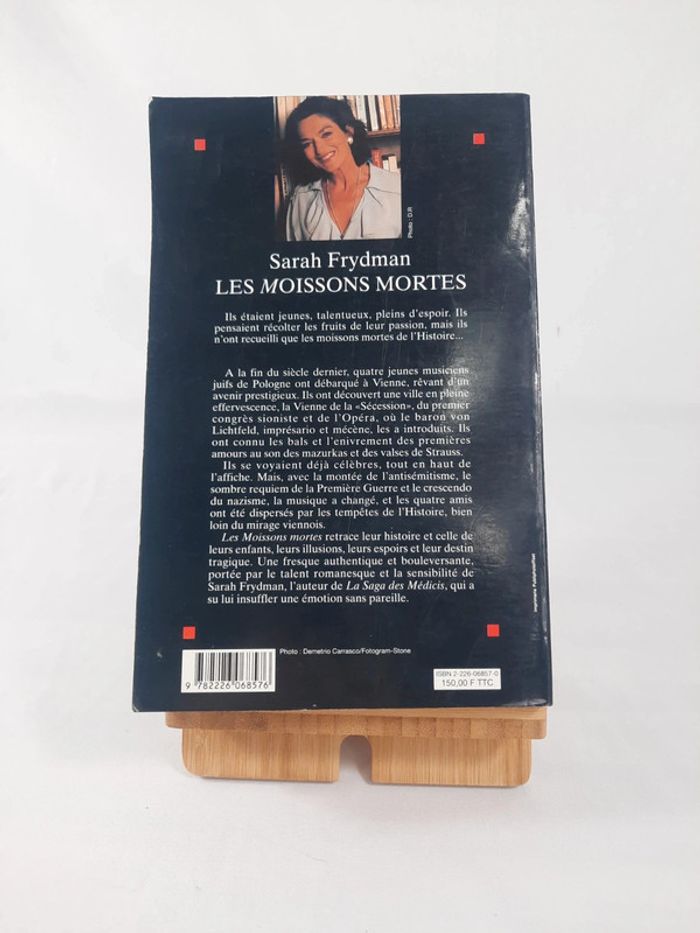 Photo : D.R
Sarah Frydman
LES MOISSONS MORTES
Ils étaient jeunes, talentueux, pleins d'espoir. Ils
pensaient récolter les fruits de leur passion, mais ils
n'ont recueilli que les moissons mortes de l'Histoire...
A la fin du siècle dernier, quatre jeunes musiciens
juifs de Pologne ont débarqué à Vienne, rêvant d'un
avenir prestigieux. Ils ont découvert une ville en pleine
effervescence, la Vienne de la «Sécession», du premier
congrès sioniste et de l'Opéra, où le baron von
Lichtfeld, imprésario et mécène, les a introduits. Ils
ont connu les bals et l'enivrement des premières
amours au son des mazurkas et des valses de Strauss.
Ils se voyaient déjà célèbres, tout en haut de
l'affiche. Mais, avec la montée de l'antisémitisme, le
sombre requiem de la Première Guerre et le crescendo
du nazisme, la musique a changé, et les quatre amis
ont été dispersés par les tempêtes de l'Histoire, bien
loin du mirage viennois.
Les Moissons mortes retrace leur histoire et celle de
leurs enfants, leurs illusions, leurs espoirs et leur destin
tragique. Une fresque authentique et bouleversante,
portée par le talent romanesque et la sensibilité de
Sarah Frydman, l'auteur de La Saga des Médicis, qui a
su lui insuffler une émotion sans pareille.
Photo : Demetrio Carrasco/Fotogram-Stone
9 782226 068576
ISBN 2-226-06857-0
150,00 F TTC